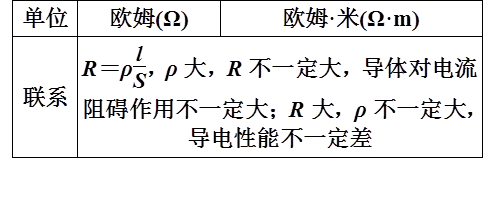 单位 欧姆(Ω) 欧姆·米(Ω·m)
联系 R=ρl/S，ρ 大，R 不一定大，导体对电流
阻碍作用不一定大；R 大，ρ 不一定大，
导电性能不一定差